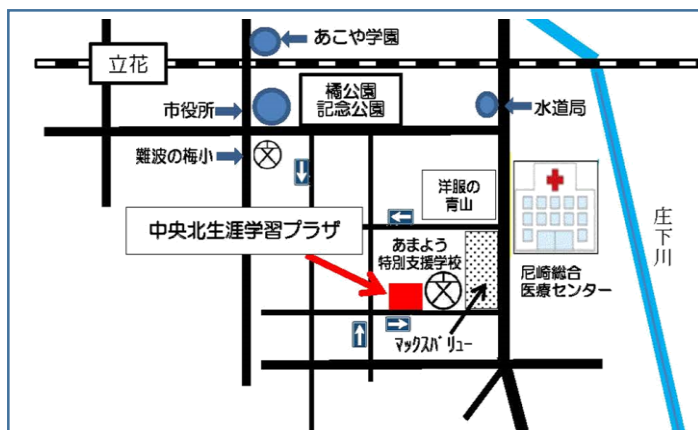 あこや学園
立花
橘公園
記念公園
市役所
水道局
難波の梅小
洋服の
青山
中央北生涯学習プラザ
あまよう
特別支援学校
尼崎総合
医療センター
庄下川
マックスバリュー